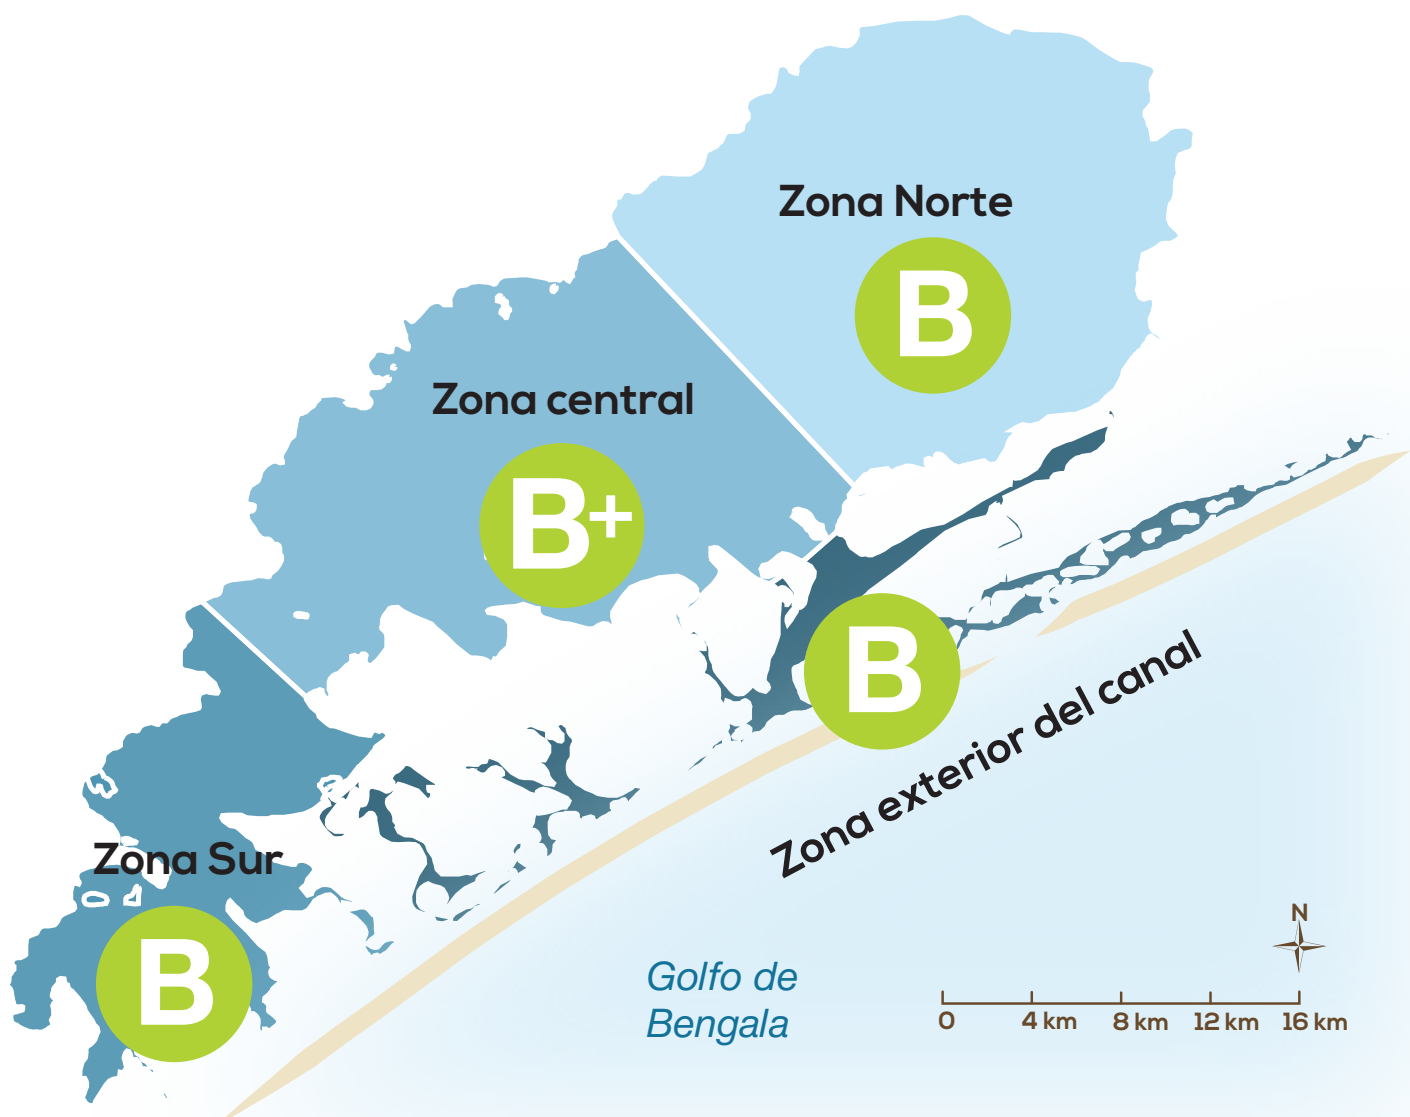 Zona Norte
B
Zona central
B+
B
Zona exterior del canal
Zona Sur
B
Golfo de
Bengala
N
0 4 km 8 km 12 km 16 km